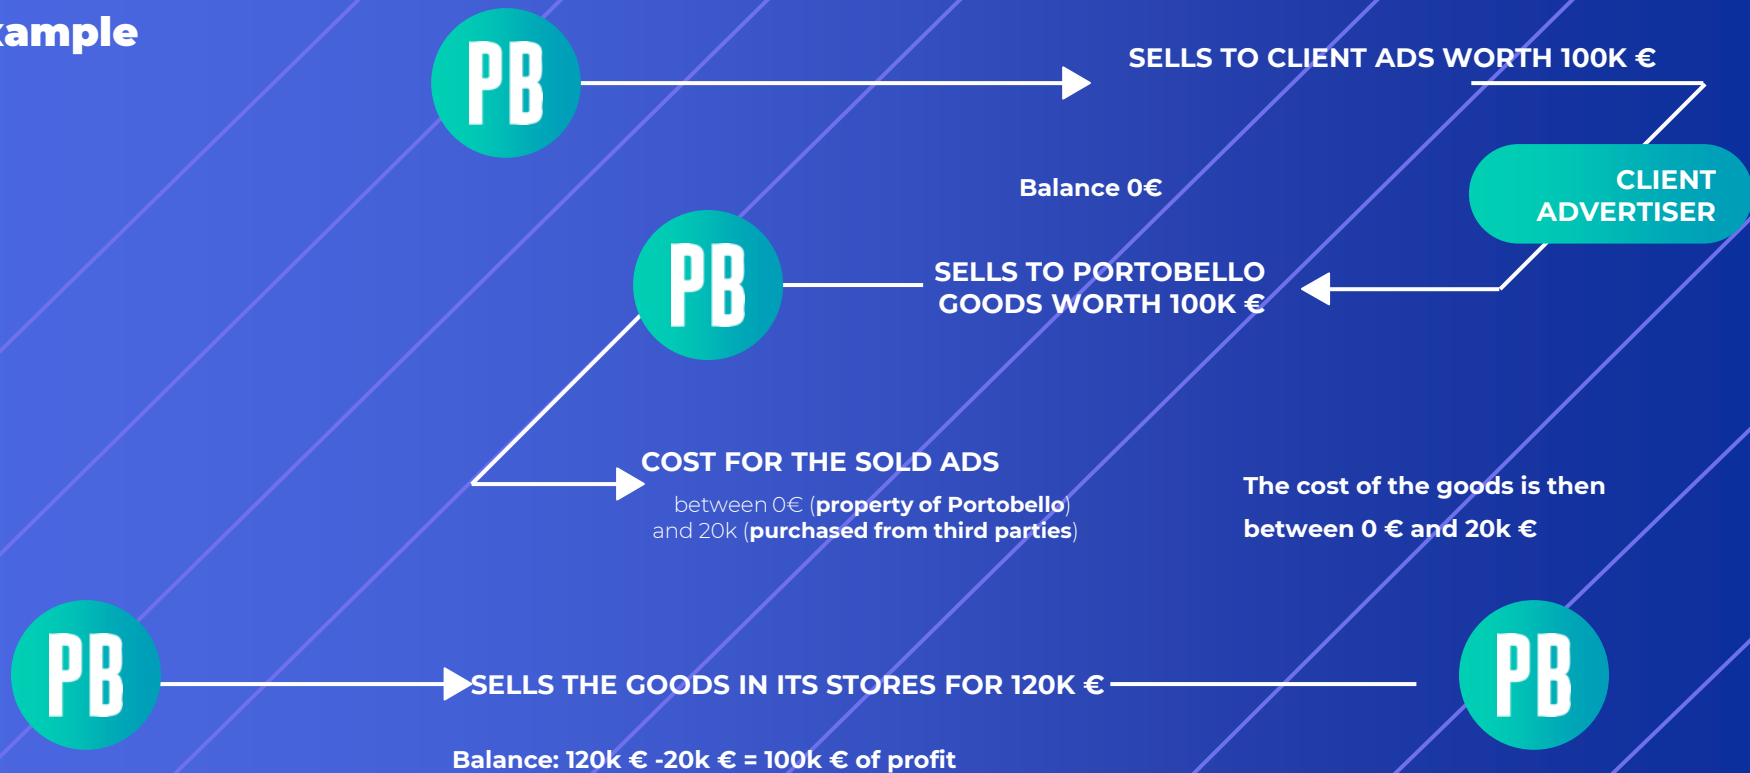 xample
PB
SELLS TO CLIENT ADS WORTH 100K €
CLIENT
ADVERTISER
Balance 0€
PB
SELLS TO PORTOBELLO
GOODS WORTH 100K €
COST FOR THE SOLD ADS
between 0€ (property of Portobello)
and 20k (purchased from third parties)
The cost of the goods is then
between 0 € and 20k €
PB
SELLS THE GOODS IN ITS STORES FOR 120K €
PB
Balance: 120k € -20k € = 100k € of profit